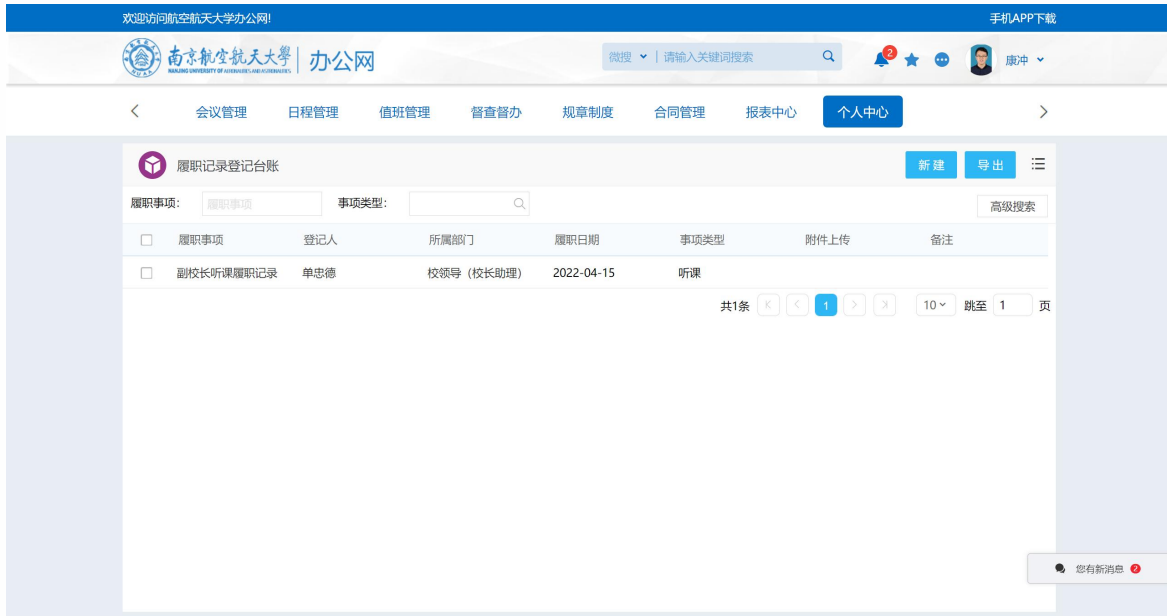 欢迎访问航空航天大学办公网! 手机APP下载
南京航空航天大學 办公网 微搜 请输入关键词搜索 2 康冲
NANJING UNIVERSITY OF AERONAUTICS AND ASTRONAUTICS
会议管理 日程管理 值班管理 督查督办 规章制度 合同管理 报表中心 个人中心
履职记录登记台账 新建 导出
履职事项: 履职事项 事项类型: 高级搜索
履职事项 登记人 所属部门 履职日期 事项类型 附件上传 备注
副校长听课履职记录 单忠德 校领导（校长助理） 2022-04-15 听课
共1条 1 10 跳至 1 页
您有新消息 2